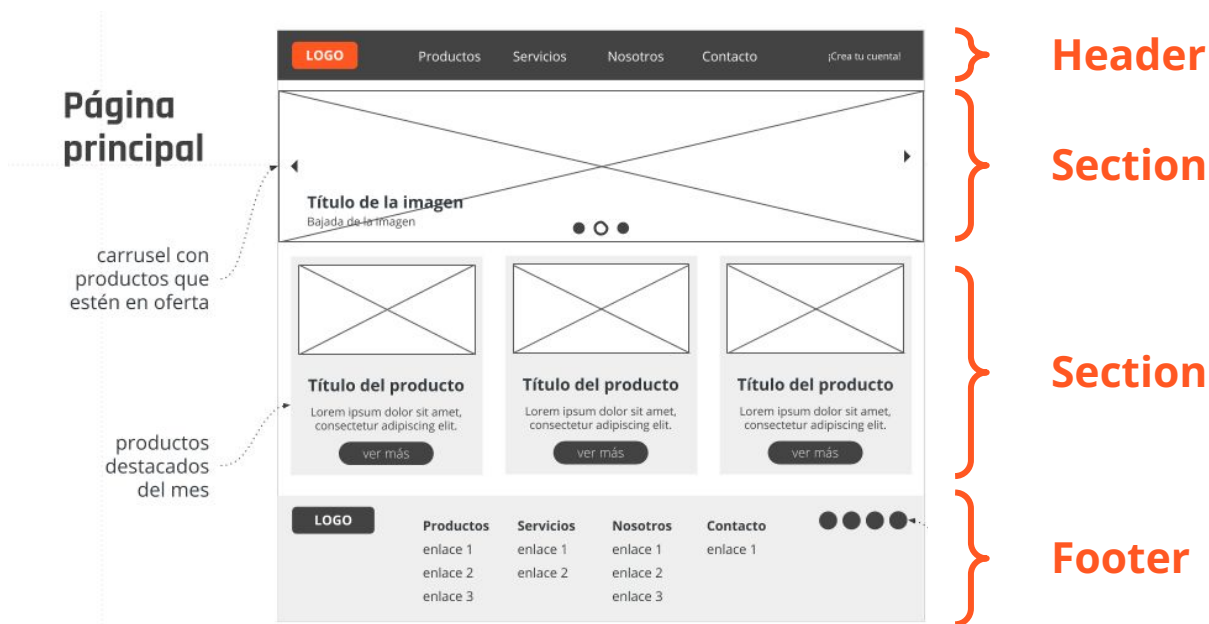 LOGO
Productos
Servicios
Nosotros
Contacto
¡Crea tu cuenta!
Header
Página
principal
Section
Título de la imagen
Bajada de la imagen
carrusel con
productos que
estén en oferta
Título del producto
Lorem ipsum dolor sit amet,
consectetur adipiscing elit.
ver más
Título del producto
Lorem ipsum dolor sit amet,
consectetur adipiscing elit.
ver más
Título del producto
Lorem ipsum dolor sit amet,
consectetur adipiscing elit.
ver más
Section
productos
destacados
del mes
LOGO
Productos
enlace 1
enlace 2
enlace 3
Servicios
enlace 1
enlace 2
Nosotros
enlace 1
enlace 2
enlace 3
Contacto
enlace 1
Footer